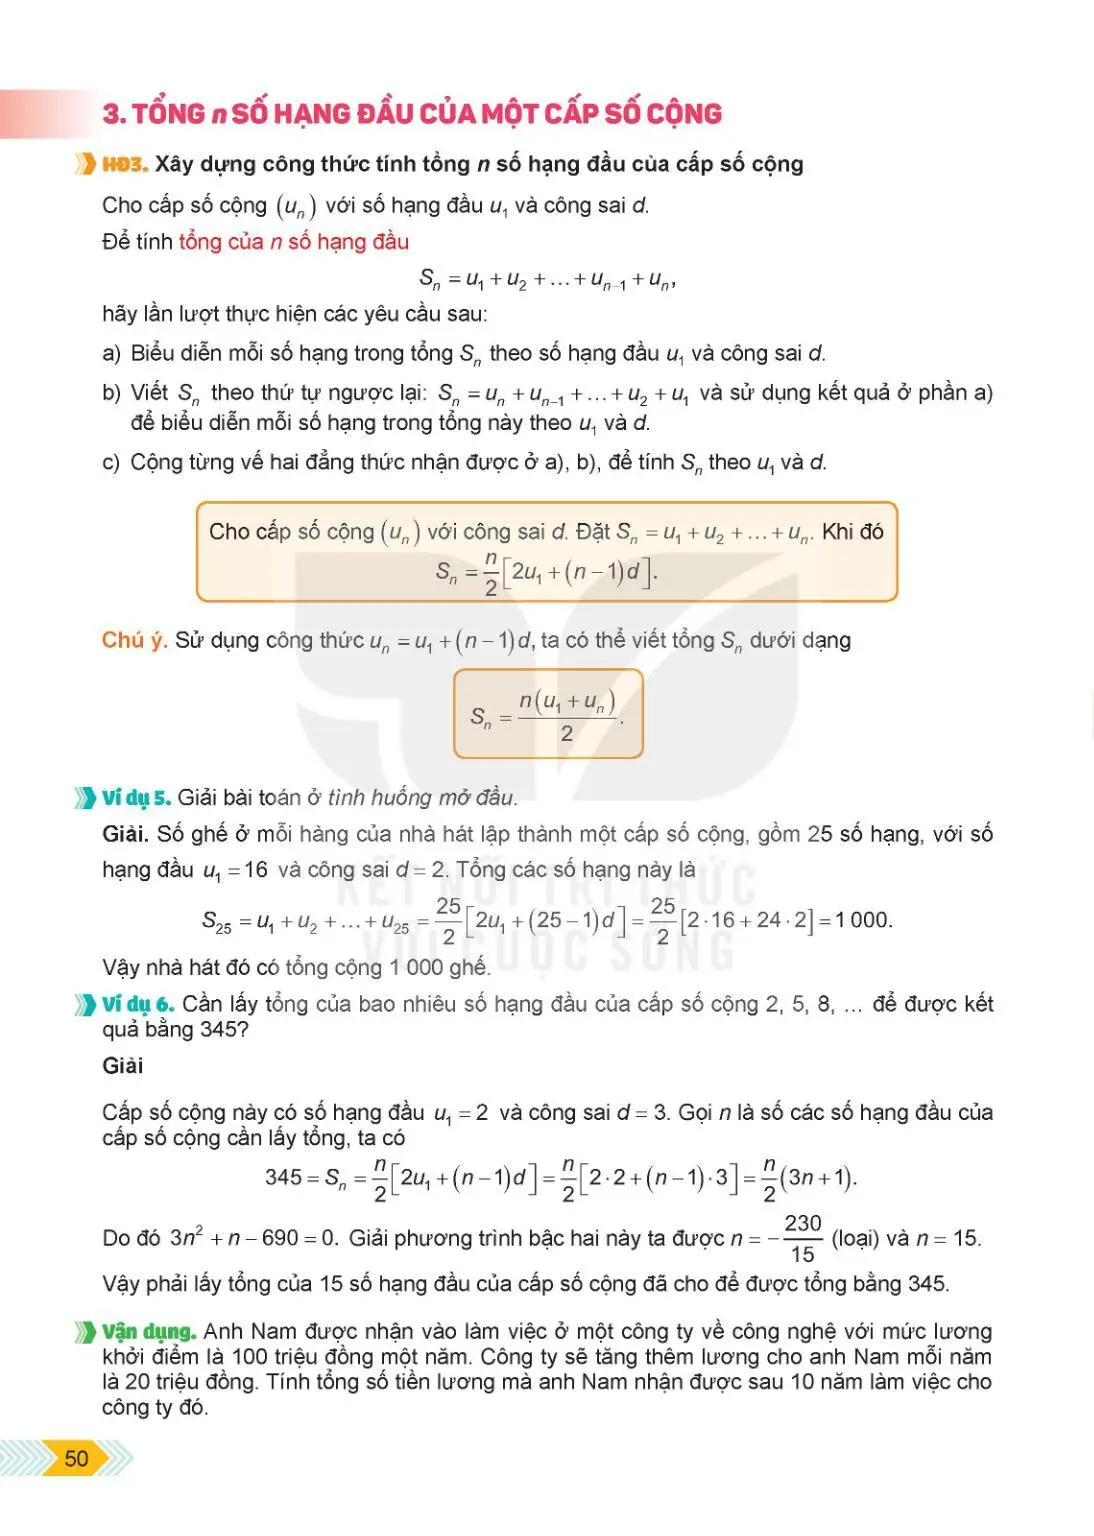 3. TỔNG n SỐ HẠNG ĐẦU CỦA MỘT CẤP SỐ CỘNG
HĐ3. Xây dựng công thức tính tổng n số hạng đầu của cấp số cộng
Cho cấp số cộng (uₙ) với số hạng đầu u₁ và công sai d.
Để tính tổng của n số hạng đầu
Sₙ = u₁ + u₂ + ... + uₙ₋₁ + uₙ,
hãy lần lượt thực hiện các yêu cầu sau:
a) Biểu diễn mỗi số hạng trong tổng Sₙ theo số hạng đầu u₁ và công sai d.
b) Viết Sₙ theo thứ tự ngược lại: Sₙ = uₙ + uₙ₋₁ + ... + u₂ + u₁ và sử dụng kết quả ở phần a)
để biểu diễn mỗi số hạng trong tổng này theo u₁ và d.
c) Cộng từng vế hai đẳng thức nhận được ở a), b), để tính Sₙ theo u₁ và d.
Cho cấp số cộng (uₙ) với công sai d. Đặt Sₙ = u₁ + u₂ + ... + uₙ. Khi đó
Sₙ = n/2 [2u₁ + (n – 1)d].
Chú ý. Sử dụng công thức uₙ = u₁ + (n – 1)d, ta có thể viết tổng Sₙ dưới dạng
Sₙ = n(u₁ + uₙ)/2.
Ví dụ 5. Giải bài toán ở tình huống mở đầu.
Giải. Số ghế ở mỗi hàng của nhà hát lập thành một cấp số cộng, gồm 25 số hạng, với số
hạng đầu u₁ = 16 và công sai d = 2. Tổng các số hạng này là
KẾT NỐI TRI THỨC
S₂₅ = u₁ + u₂ + ... + u₂₅ = 25/2 [2u₁ + (25 – 1)d] = 25/2 [2 · 16 + 24 · 2] = 1 000.
VỚI CUỘC SỐNG
Vậy nhà hát đó có tổng cộng 1 000 ghế.
Ví dụ 6. Cần lấy tổng của bao nhiêu số hạng đầu của cấp số cộng 2, 5, 8, ... để được kết
quả bằng 345?
Giải
Cấp số cộng này có số hạng đầu u₁ = 2 và công sai d = 3. Gọi n là số các số hạng đầu của
cấp số cộng cần lấy tổng, ta có
345 = Sₙ = n/2 [2u₁ + (n – 1)d] = n/2 [2 · 2 + (n – 1) · 3] = n/2 (3n + 1).
Do đó 3n² + n – 690 = 0. Giải phương trình bậc hai này ta được n = – 230/15 (loại) và n = 15.
Vậy phải lấy tổng của 15 số hạng đầu của cấp số cộng đã cho để được tổng bằng 345.
Vận dụng. Anh Nam được nhận vào làm việc ở một công ty về công nghệ với mức lương
khởi điểm là 100 triệu đồng một năm. Công ty sẽ tăng thêm lương cho anh Nam mỗi năm
là 20 triệu đồng. Tính tổng số tiền lương mà anh Nam nhận được sau 10 năm làm việc cho
công ty đó.
50